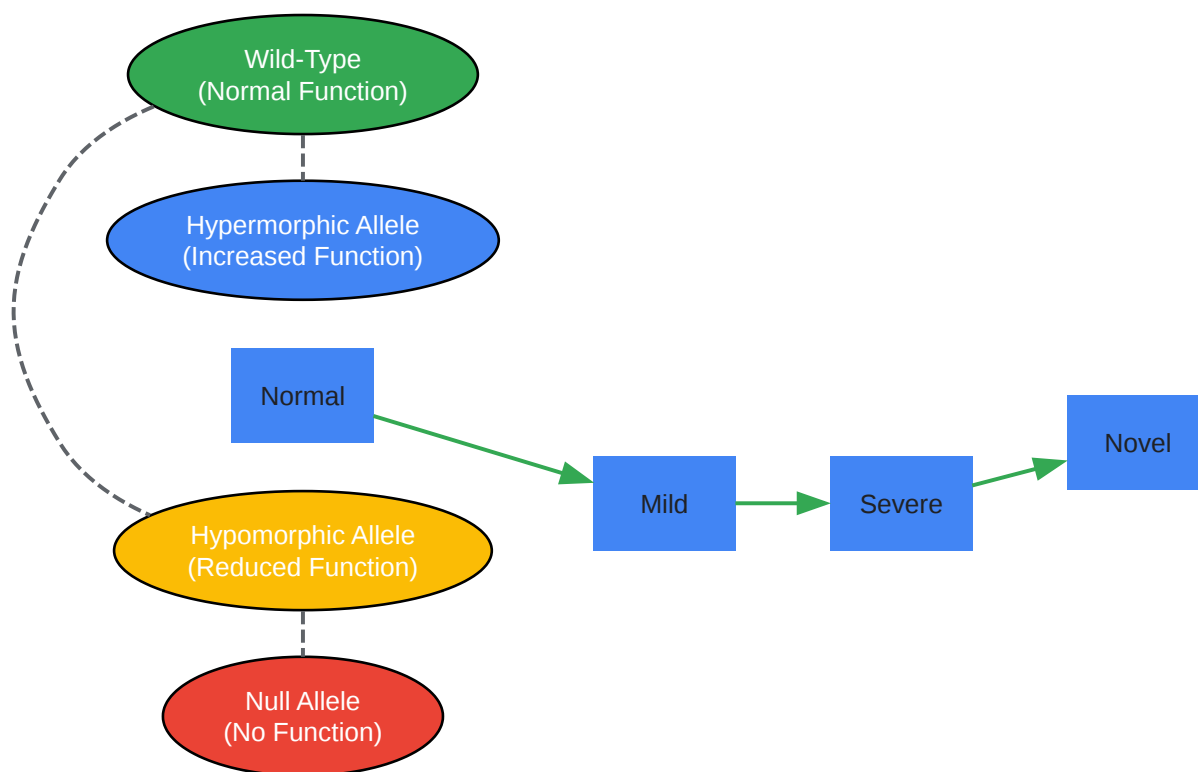 Wild-Type
(Normal Function)
Hypermorphic Allele
(Increased Function)
Normal
Novel
Mild
Severe
Hypomorphic Allele
(Reduced Function)
Null Allele
(No Function)